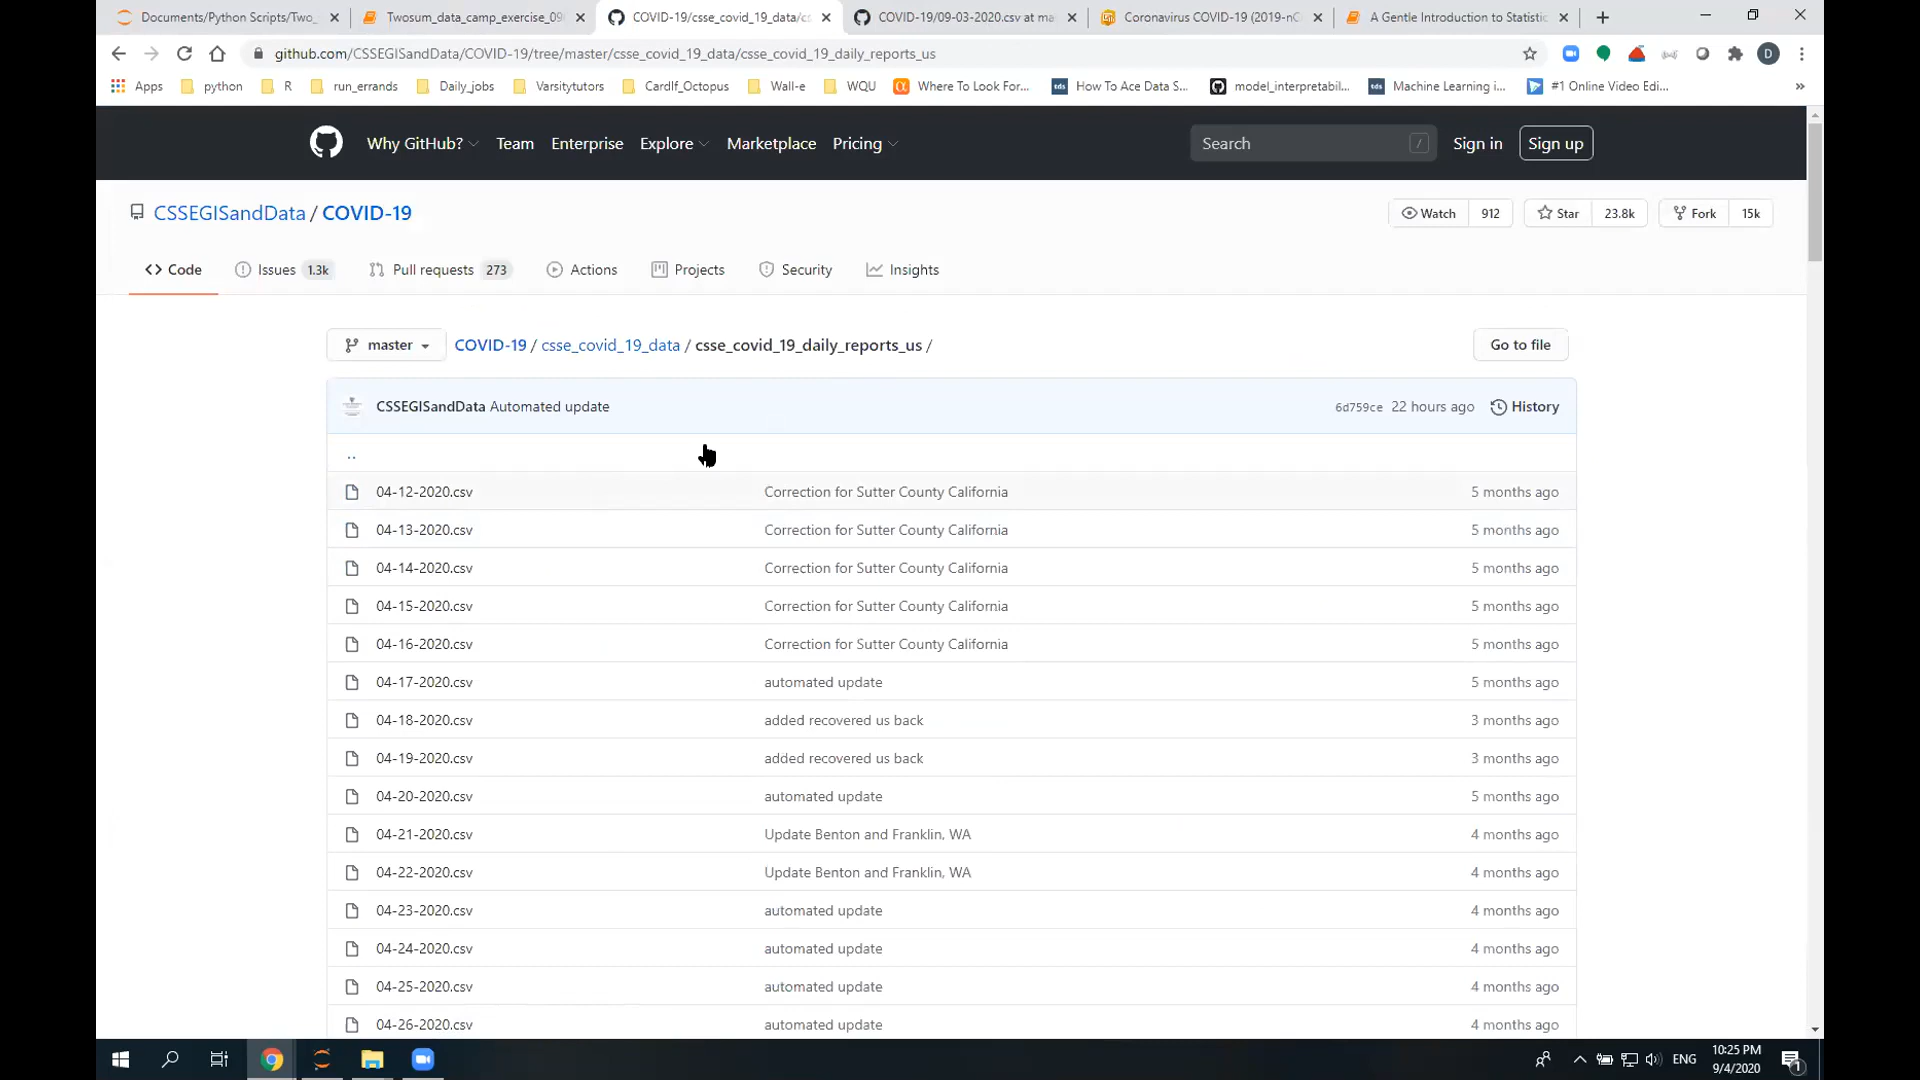 Documents/Python Scripts/Two_
Twosum_data_camp_exercise_09
COVID-19/csse_covid_19_data/cs
COVID-19/09-03-2020.csv at ma
Coronavirus COVID-19 (2019-nC
A Gentle Introduction to Statistic
github.com/CSSEGISandData/COVID-19/tree/master/csse_covid_19_data/csse_covid_19_daily_reports_us
D
Apps
python
R
run_errands
Daily_jobs
Varsitytutors
Cardlf_Octopus
Wall-e
WQU
Where To Look For...
tds How To Ace Data S...
model_interpretabil...
tds Machine Learning i...
#1 Online Video Edi...
»
Why GitHub?
Team
Enterprise
Explore
Marketplace
Pricing
Search /
Sign in
Sign up
CSSEGISandData / COVID-19
Watch 912
Star 23.8k
Fork 15k
<> Code
Issues 1.3k
Pull requests 273
Actions
Projects
Security
Insights
master
COVID-19 / csse_covid_19_data / csse_covid_19_daily_reports_us /
Go to file
CSSEGISandData Automated update 6d759ce 22 hours ago History
..
04-12-2020.csv Correction for Sutter County California 5 months ago
04-13-2020.csv Correction for Sutter County California 5 months ago
04-14-2020.csv Correction for Sutter County California 5 months ago
04-15-2020.csv Correction for Sutter County California 5 months ago
04-16-2020.csv Correction for Sutter County California 5 months ago
04-17-2020.csv automated update 5 months ago
04-18-2020.csv added recovered us back 3 months ago
04-19-2020.csv added recovered us back 3 months ago
04-20-2020.csv automated update 5 months ago
04-21-2020.csv Update Benton and Franklin, WA 4 months ago
04-22-2020.csv Update Benton and Franklin, WA 4 months ago
04-23-2020.csv automated update 4 months ago
04-24-2020.csv automated update 4 months ago
04-25-2020.csv automated update 4 months ago
04-26-2020.csv automated update 4 months ago
ENG
10:25 PM
9/4/2020
1